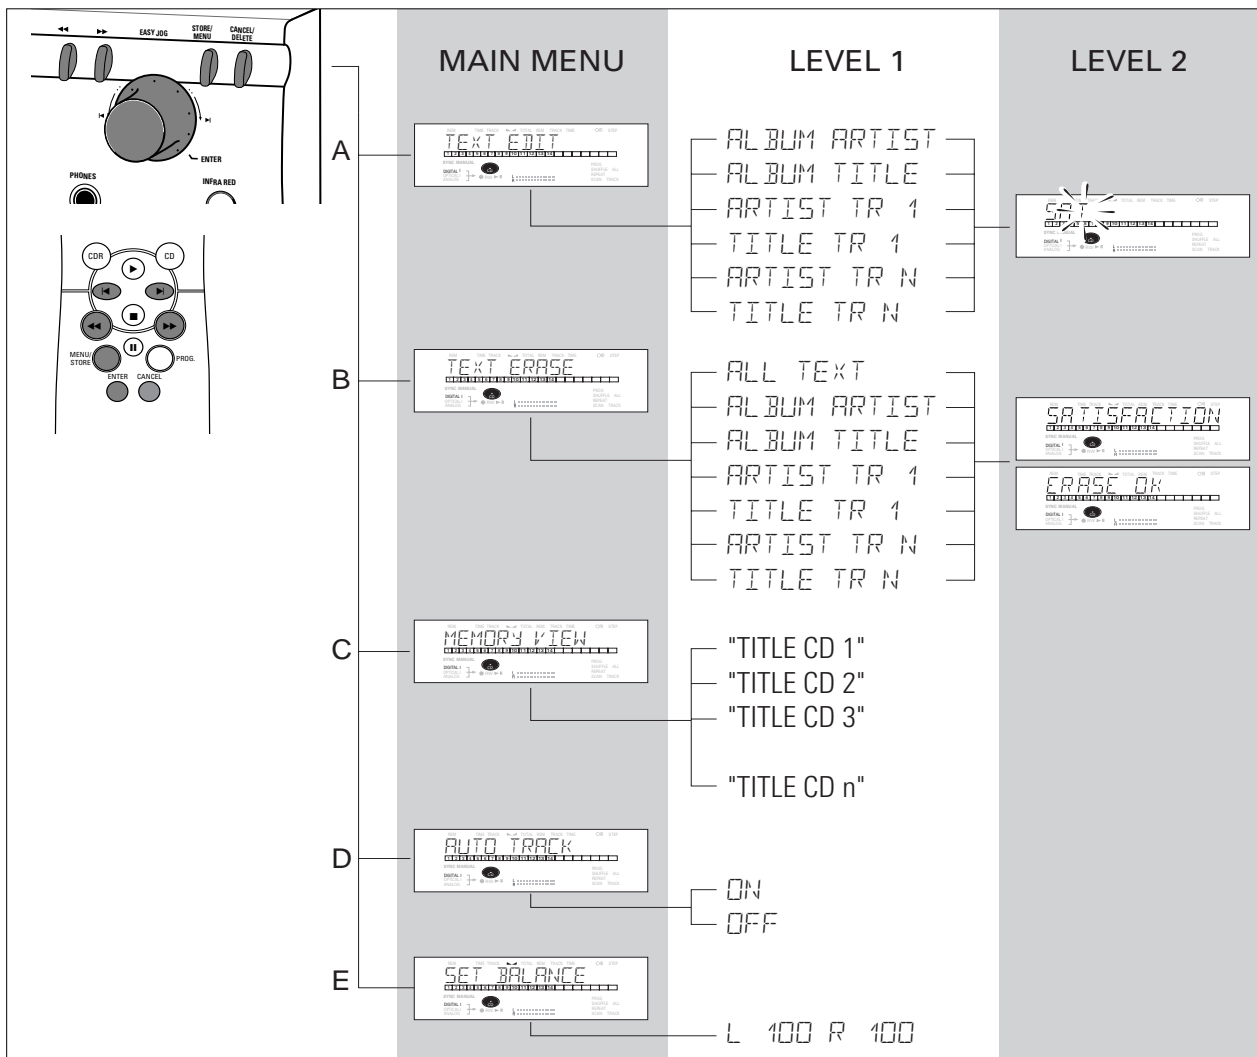 EASY JOG
STORE/
MENU
CANCEL/
DELETE
ENTER
PHONES
INFRA RED
CDR
CD
MENU/
STORE
PROG.
ENTER
CANCEL
MAIN MENU
LEVEL 1
LEVEL 2
A
TEXT EDIT
ALBUM ARTIST
ALBUM TITLE
ARTIST TR 1
TITLE TR 1
ARTIST TR N
TITLE TR N
SAT
B
TEXT ERASE
ALL TEXT
ALBUM ARTIST
ALBUM TITLE
ARTIST TR 1
TITLE TR 1
ARTIST TR N
TITLE TR N
SATISFACTION
ERASE OK
C
MEMORY VIEW
"TITLE CD 1"
"TITLE CD 2"
"TITLE CD 3"
"TITLE CD n"
D
AUTO TRACK
ON
OFF
E
SET BALANCE
L 100 R 100